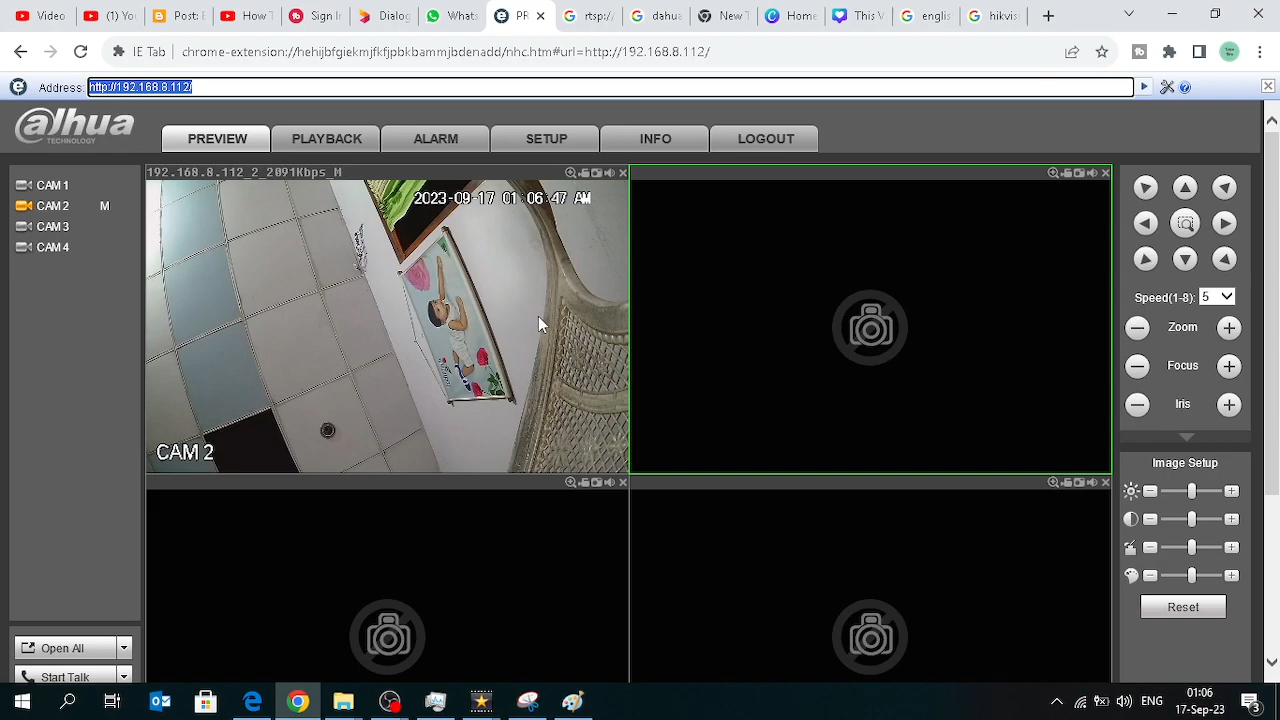 Video
(1) You
Post: E
How T
Sign in
Dialog
Whats
PR
rtsp:/
dahua
New T
Home
This V
englis
hikvis
IE Tab
chrome-extension://hehijbfgiekmjfkfjpbkbammjbdenadd/nhc.htm#url=http://192.168.8.112/
Address: http://192.168.8.112/
alhua
TECHNOLOGY
PREVIEW
PLAYBACK
ALARM
SETUP
INFO
LOGOUT
CAM 1
CAM 2 M
CAM 3
CAM 4
192.168.8.112_2_2091Kbps_M
2023-09-17 01:06:47 AM
CAM 2
Speed(1-8): 5
Zoom
Focus
Iris
Image Setup
Reset
Open All
Start Talk
ENG
01:06
17-Sep-23
3